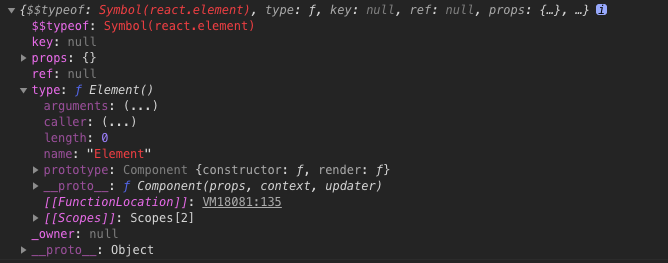 ▼{$$typeof: Symbol(react.element), type: ƒ, key: null, ref: null, props: {…}, …} i
$$typeof: Symbol(react.element)
key: null
▶props: {}
ref: null
▼type: ƒ Element()
arguments: (...)
caller: (...)
length: 0
name: "Element"
▶prototype: Component {constructor: ƒ, render: ƒ}
▶__proto__: ƒ Component(props, context, updater)
[[FunctionLocation]]: VM18081:135
▶[[Scopes]]: Scopes[2]
_owner: null
▶__proto__: Object